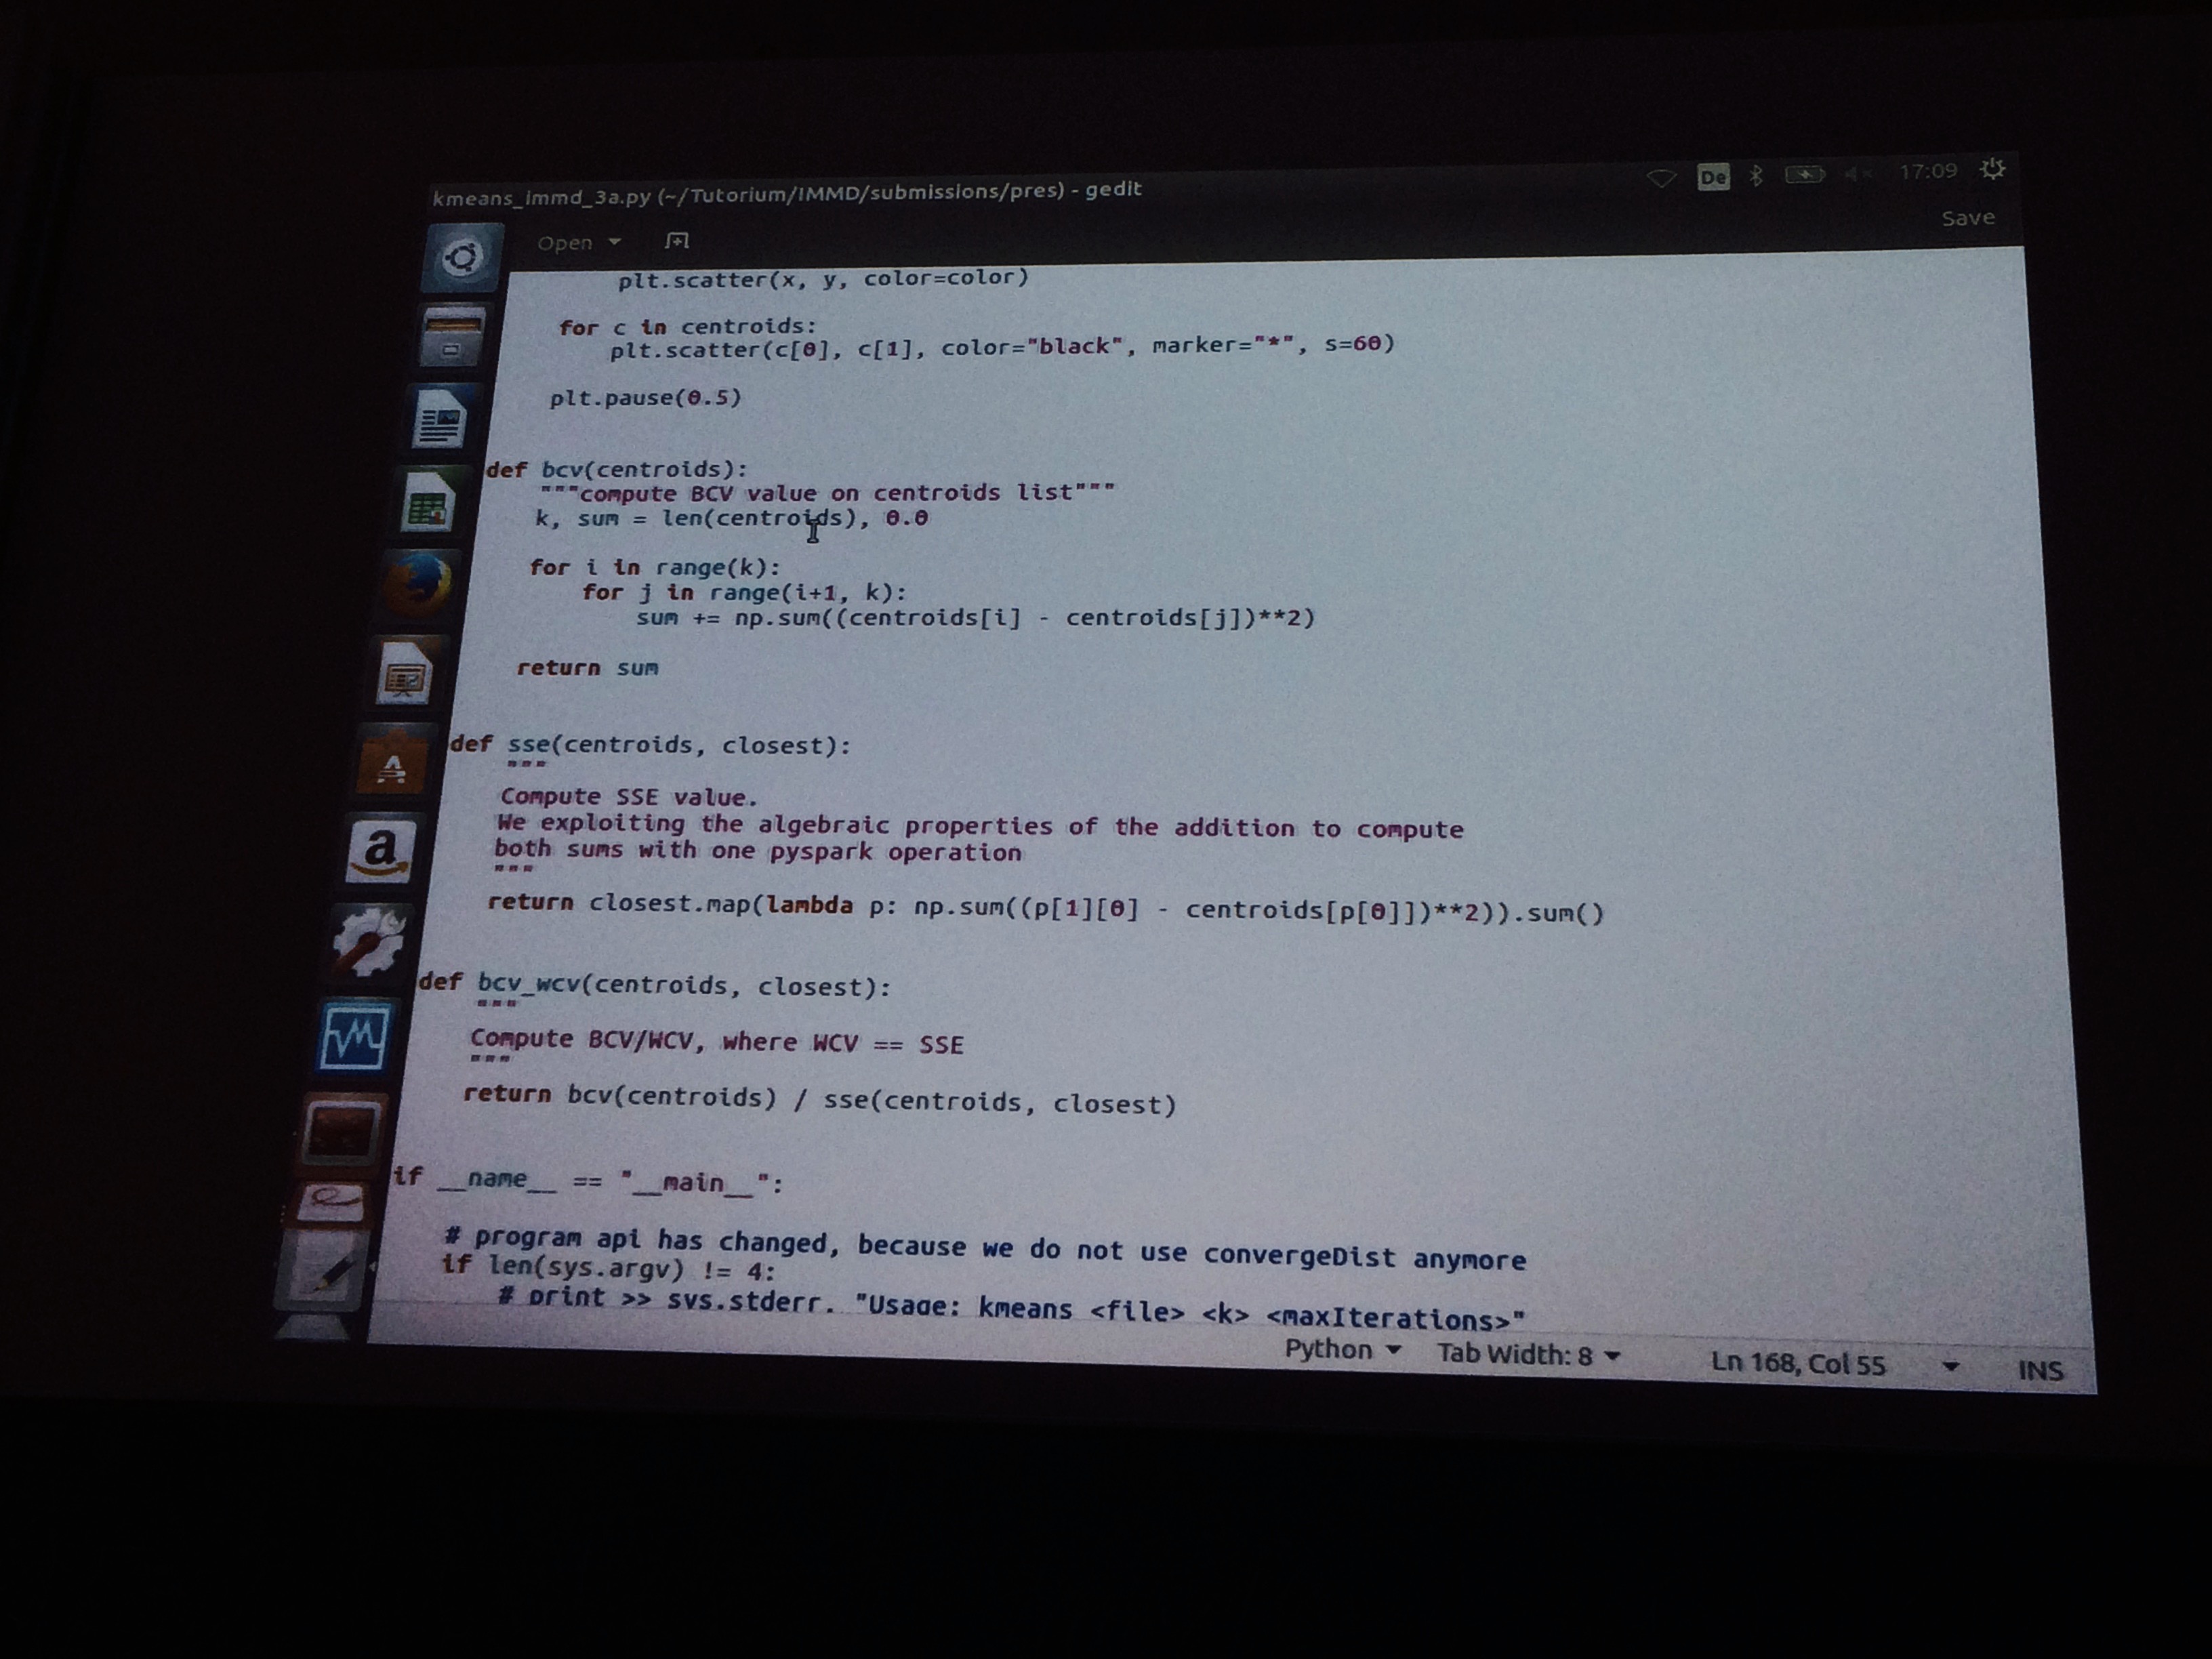 kmeans_immd_3a.py (~/Tutorium/IMMD/submissions/pres) - gedit
De
17:09
Open
Save
plt.scatter(x, y, color=color)
for c in centroids:
plt.scatter(c[0], c[1], color="black", marker="*", s=60)
plt.pause(0.5)
def bcv(centroids):
"""compute BCV value on centroids list"""
k, sum = len(centroids), 0.0
for i in range(k):
for j in range(i+1, k):
sum += np.sum((centroids[i] - centroids[j])**2)
return sum
def sse(centroids, closest):
"""
Compute SSE value.
We exploiting the algebraic properties of the addition to compute
both sums with one pyspark operation
"""
return closest.map(lambda p: np.sum((p[1][0] - centroids[p[0]])**2)).sum()
def bcv_wcv(centroids, closest):
"""
Compute BCV/WCV, where WCV == SSE
"""
return bcv(centroids) / sse(centroids, closest)
if __name__ == "__main__":
# program api has changed, because we do not use convergeDist anymore
if len(sys.argv) != 4:
# print >> sys.stderr, "Usage: kmeans <file> <k> <maxIterations>"
Python
Tab Width: 8
Ln 168, Col 55
INS